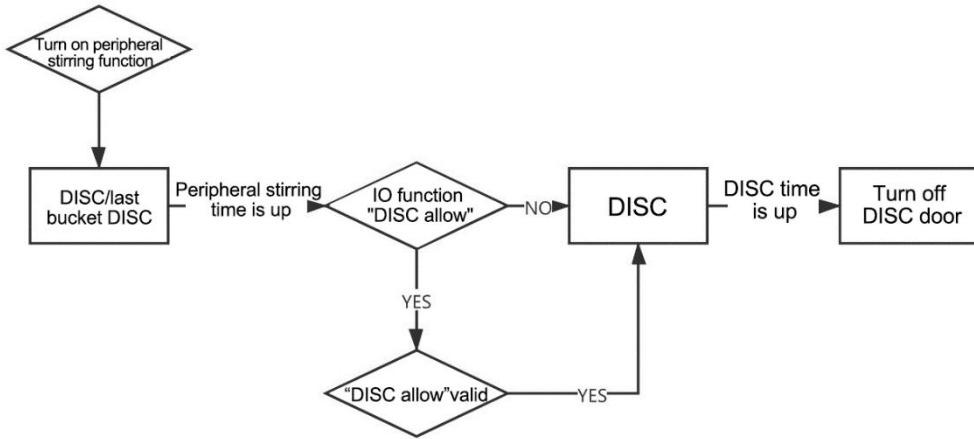 Turn on peripheral
stirring function
DISC/last
bucket DISC
Peripheral stirring
time is up
IO function
"DISC allow"
NO
DISC
DISC time
is up
Turn off
DISC door
YES
“DISC allow”valid
YES